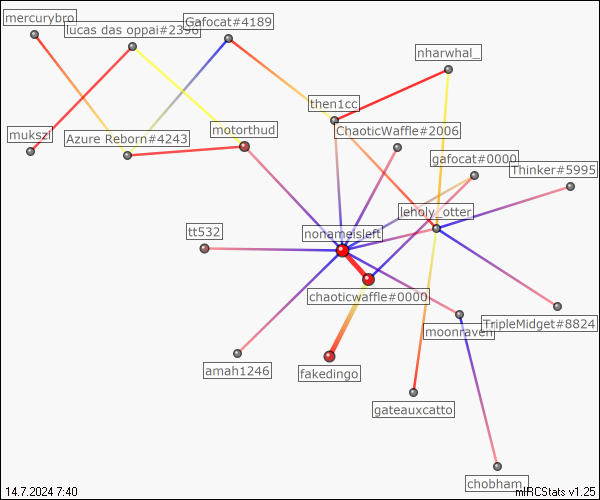 mercurybro
lucas das oppai#2396
Gafocat#4189
nharwhal_
then1cc
motorthud
ChaoticWaffle#2006
mukszi
Azure Reborn#4243
gafocat#0000
Thinker#5995
leholy_otter
tt532
nonameisleft
chaoticwaffle#0000
moonraven
TripleMidget#8824
amah1246
fakedingo
gateauxcatto
chobham_
14.7.2024 7:40
mIRCStats v1.25